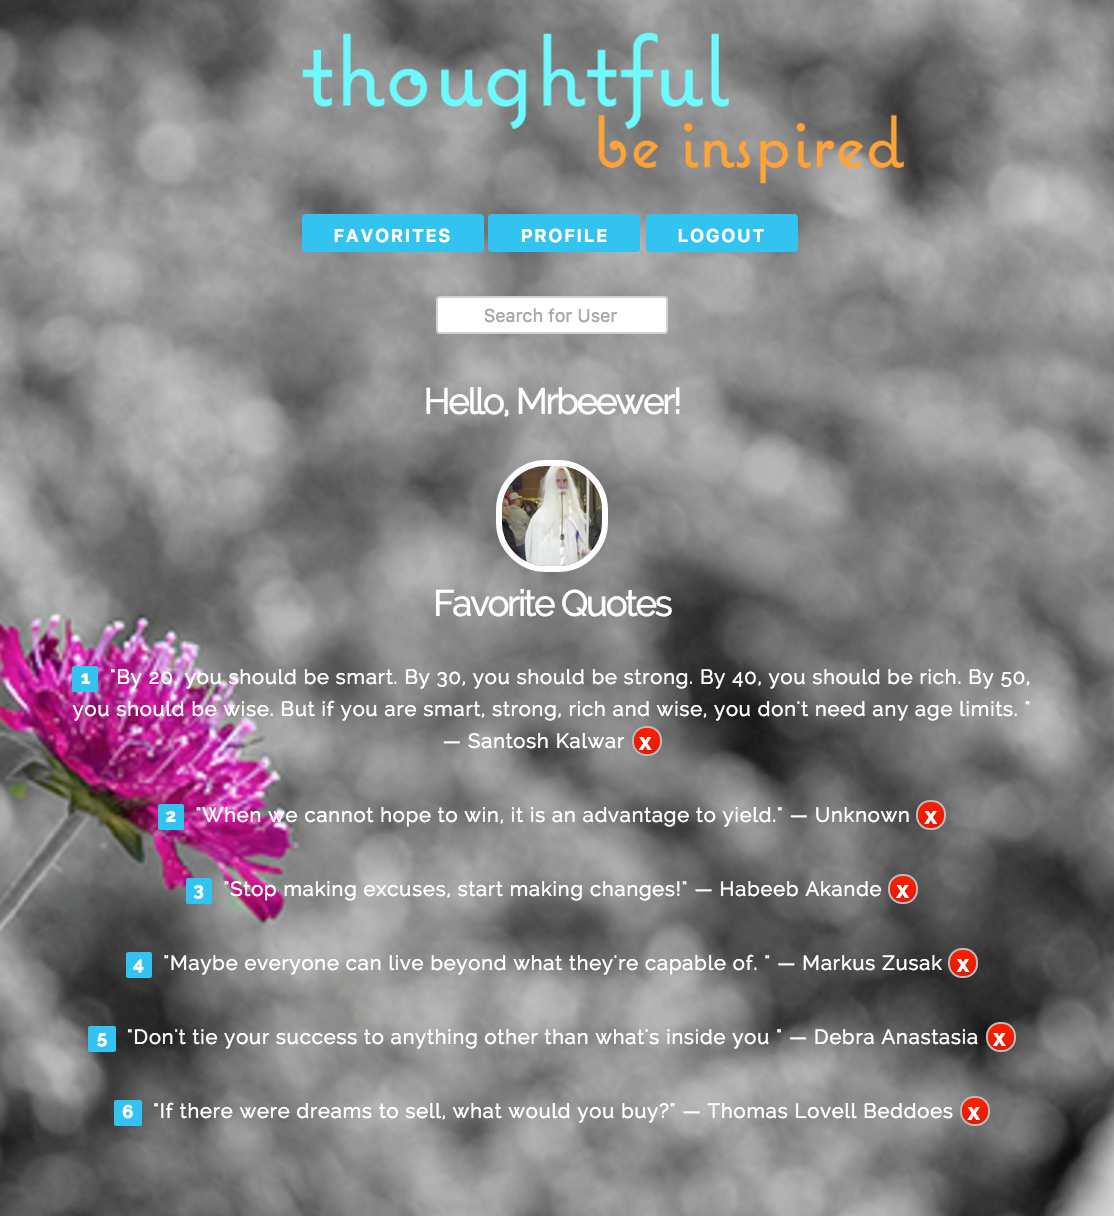 thoughtful
be inspired
FAVORITES PROFILE LOGOUT
Search for User
Hello, Mrbeewer!
Favorite Quotes
1 "By 20, you should be smart. By 30, you should be strong. By 40, you should be rich. By 50,
you should be wise. But if you are smart, strong, rich and wise, you don't need any age limits. "
— Santosh Kalwar x
2 "When we cannot hope to win, it is an advantage to yield." — Unknown x
3 "Stop making excuses, start making changes!" — Habeeb Akande x
4 "Maybe everyone can live beyond what they're capable of. " — Markus Zusak x
5 "Don't tie your success to anything other than what's inside you " — Debra Anastasia x
6 "If there were dreams to sell, what would you buy?" — Thomas Lovell Beddoes x